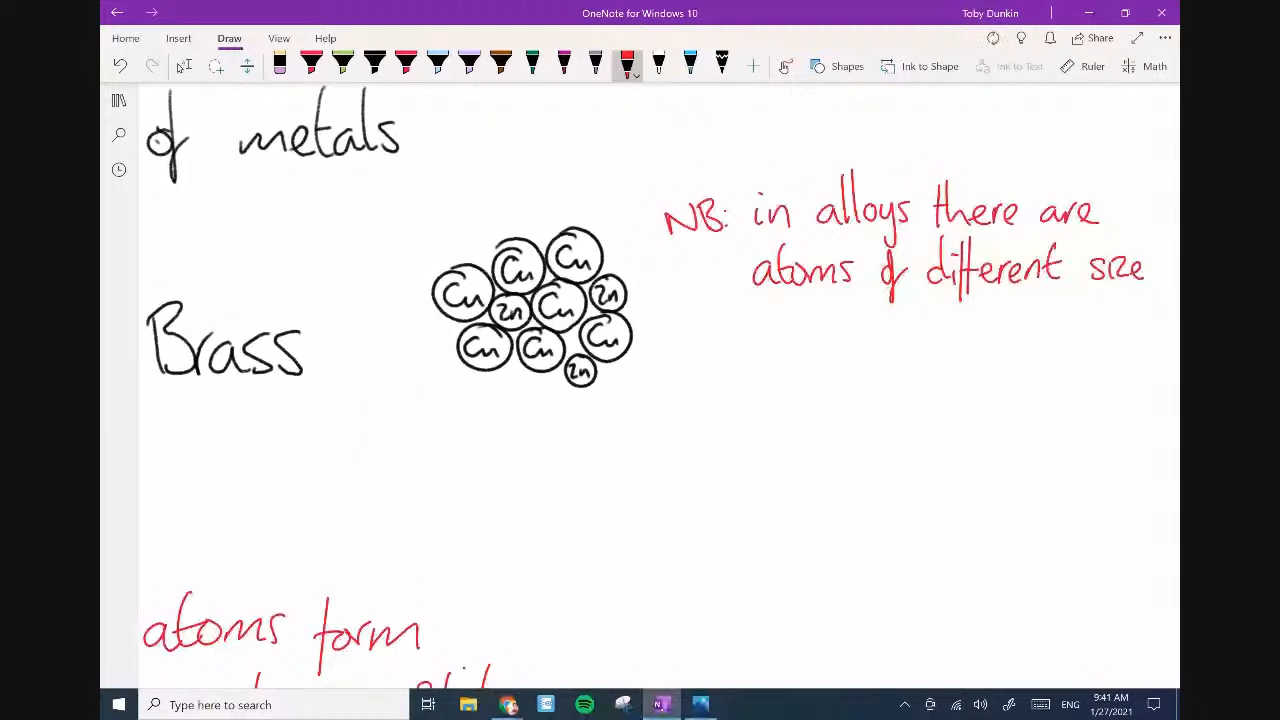 OneNote for Windows 10
Toby Dunkin
Home Insert Draw View Help
Share
Shapes Ink to Shape Ink to Text Ruler Math
of metals
NB: in alloys there are
atoms of different size
Cu Cu Cu
Zn Cu Zn
Cu Cu Cu
Zn
Brass
atoms form
Type here to search
ENG
9:41 AM
1/27/2021